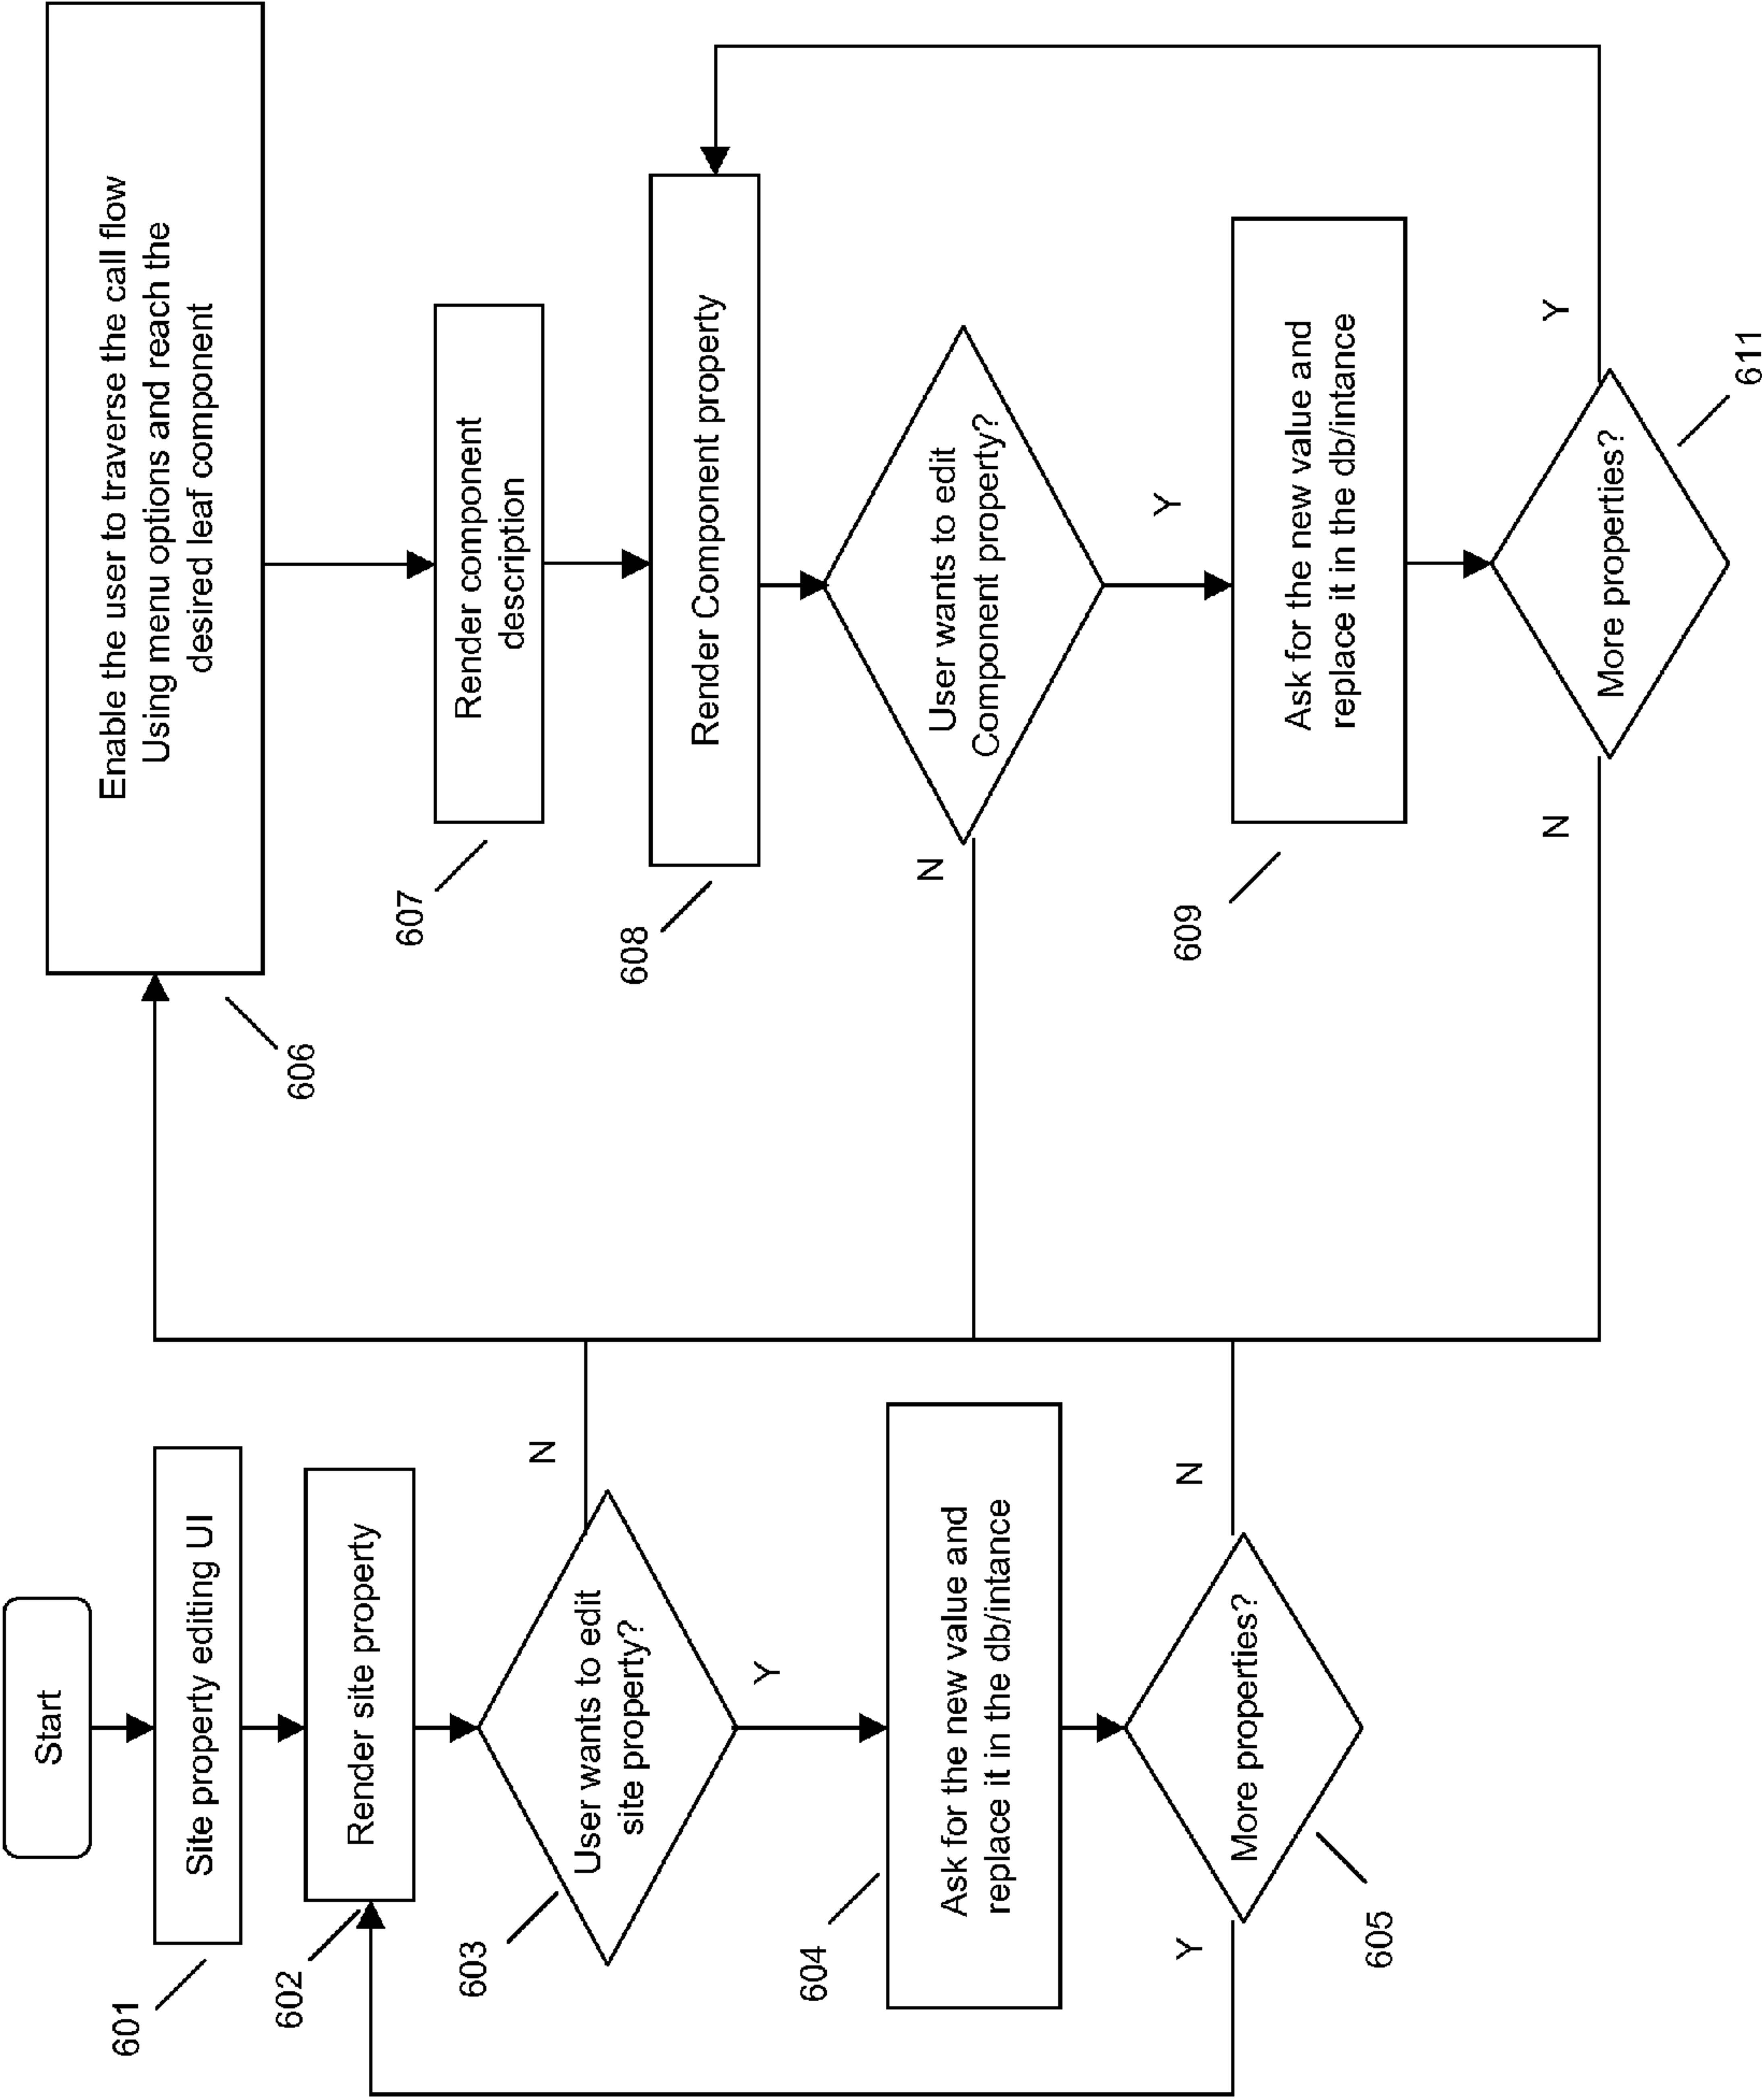 Start
Site property editing UI
601
Render site property
602
User wants to edit
site property?
603
N
Y
Ask for the new value and
replace it in the db/intance
604
More properties?
605
Y
N
Enable the user to traverse the call flow
Using menu options and reach the
desired leaf component
606
Render component
description
607
Render Component property
608
User wants to edit
Component property?
N
Y
Ask for the new value and
replace it in the db/intance
609
More properties?
611
N
Y